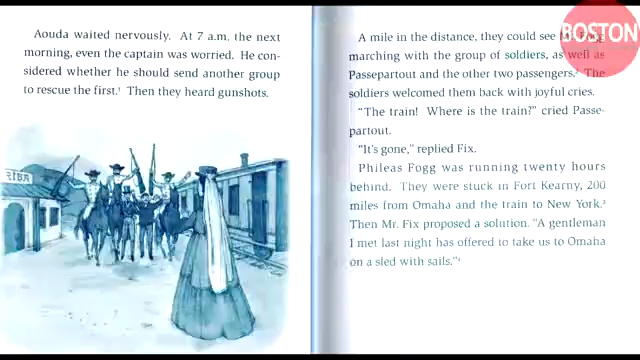 Aouda waited nervously. At 7 a.m. the next
morning, even the captain was worried. He con-
sidered whether he should send another group
to rescue the first.¹ Then they heard gunshots.
A mile in the distance, they could see Mr. Fogg
marching with the group of soldiers, as well as
Passepartout and the other two passengers.² The
soldiers welcomed them back with joyful cries.
"The train! Where is the train?" cried Passe-
partout.
"It's gone," replied Fix.
Phileas Fogg was running twenty hours
behind. They were stuck in Fort Kearny, 200
miles from Omaha and the train to New York.³
Then Mr. Fix proposed a solution. "A gentleman
I met last night has offered to take us to Omaha
on a sled with sails."⁴
BOSTON